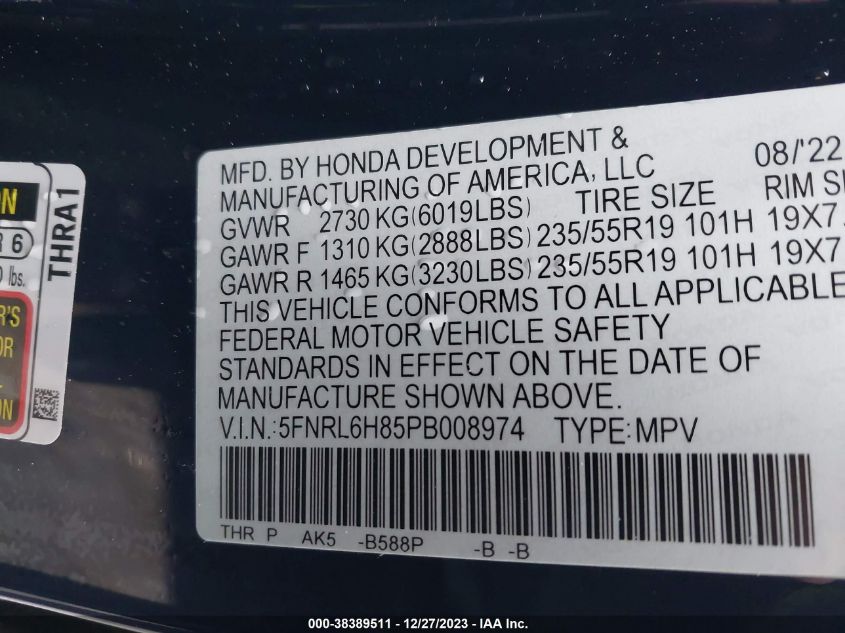 MFD. BY HONDA DEVELOPMENT & 08/'22
MANUFACTURING OF AMERICA, LLC
GVWR 2730 KG(6019LBS) TIRE SIZE RIM
GAWR F 1310 KG(2888LBS) 235/55R19 101H 19X7.
GAWR R 1465 KG(3230LBS) 235/55R19 101H 19X7
THIS VEHICLE CONFORMS TO ALL APPLICABLE
FEDERAL MOTOR VEHICLE SAFETY
STANDARDS IN EFFECT ON THE DATE OF
MANUFACTURE SHOWN ABOVE.
V.I.N.:5FNRL6H85PB008974 TYPE:MPV
THR P AK5 -B588P -B -B
THRA1
6
lbs.
000-38389511 - 12/27/2023 - IAA Inc.